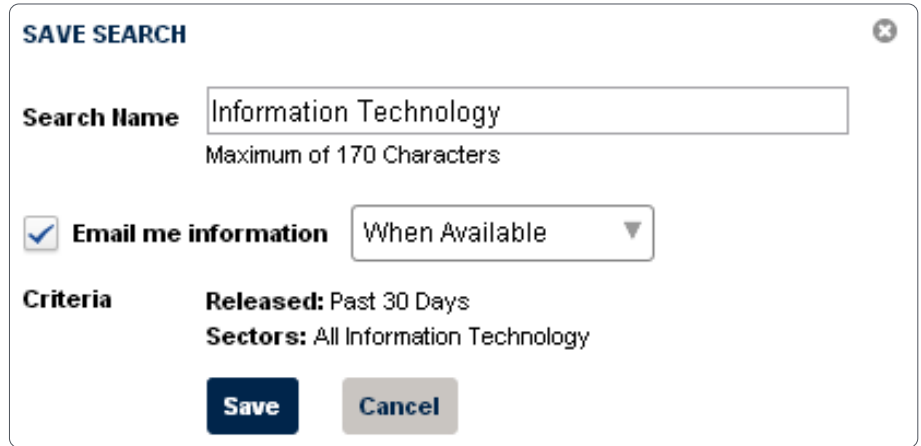 SAVE SEARCH
Search Name Information Technology
Maximum of 170 Characters
Email me information When Available
Criteria Released: Past 30 Days
Sectors: All Information Technology
Save Cancel